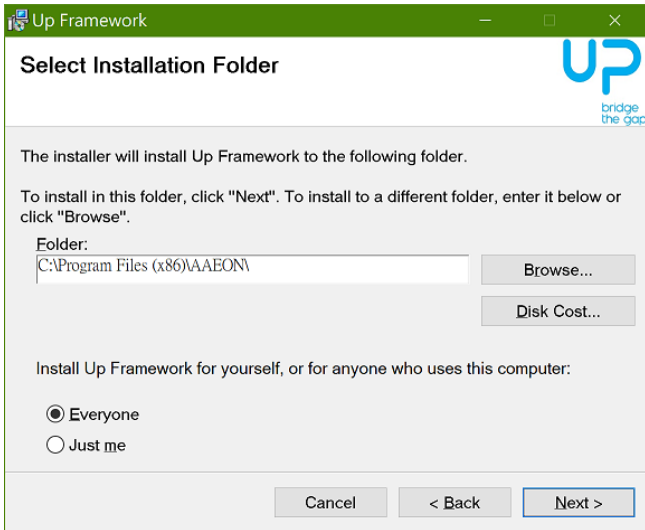 Up Framework
Select Installation Folder
UP
bridge
the gap
The installer will install Up Framework to the following folder.
To install in this folder, click "Next". To install to a different folder, enter it below or
click "Browse".
Folder:
C:\Program Files (x86)\AAEON\
Browse...
Disk Cost...
Install Up Framework for yourself, or for anyone who uses this computer:
Everyone
Just me
Cancel
< Back
Next >